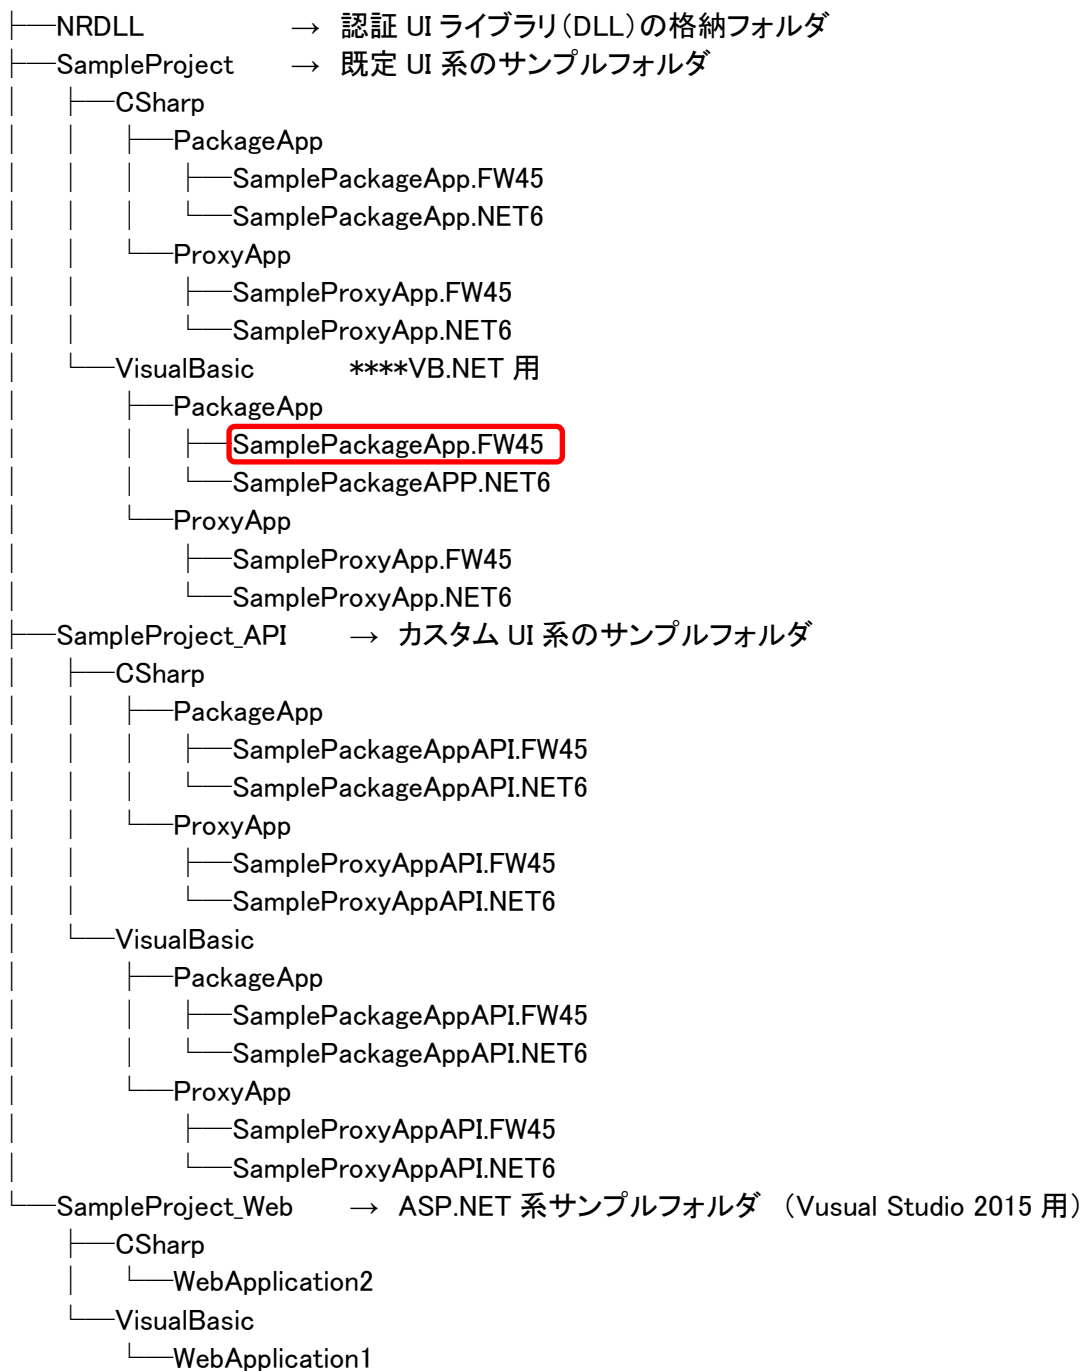 ├──NRDLL → 認証 UI ライブラリ（DLL）の格納フォルダ
├──SampleProject → 既定 UI 系のサンプルフォルダ
│ ├──CSharp
│ │ ├──PackageApp
│ │ │ ├──SamplePackageApp.FW45
│ │ │ └──SamplePackageApp.NET6
│ │ └──ProxyApp
│ │ ├──SampleProxyApp.FW45
│ │ └──SampleProxyApp.NET6
│ └──VisualBasic ****VB.NET 用
│ ├──PackageApp
│ │ ├──SamplePackageApp.FW45
│ │ └──SamplePackageAPP.NET6
│ └──ProxyApp
│ ├──SampleProxyApp.FW45
│ └──SampleProxyApp.NET6
├──SampleProject_API → カスタム UI 系のサンプルフォルダ
│ ├──CSharp
│ │ ├──PackageApp
│ │ │ ├──SamplePackageAppAPI.FW45
│ │ │ └──SamplePackageAppAPI.NET6
│ │ └──ProxyApp
│ │ ├──SampleProxyAppAPI.FW45
│ │ └──SampleProxyAppAPI.NET6
│ └──VisualBasic
│ ├──PackageApp
│ │ ├──SamplePackageAppAPI.FW45
│ │ └──SamplePackageAppAPI.NET6
│ └──ProxyApp
│ ├──SampleProxyAppAPI.FW45
│ └──SampleProxyAppAPI.NET6
└──SampleProject_Web → ASP.NET 系サンプルフォルダ （Vusual Studio 2015 用）
├──CSharp
│ └──WebApplication2
└──VisualBasic
└──WebApplication1